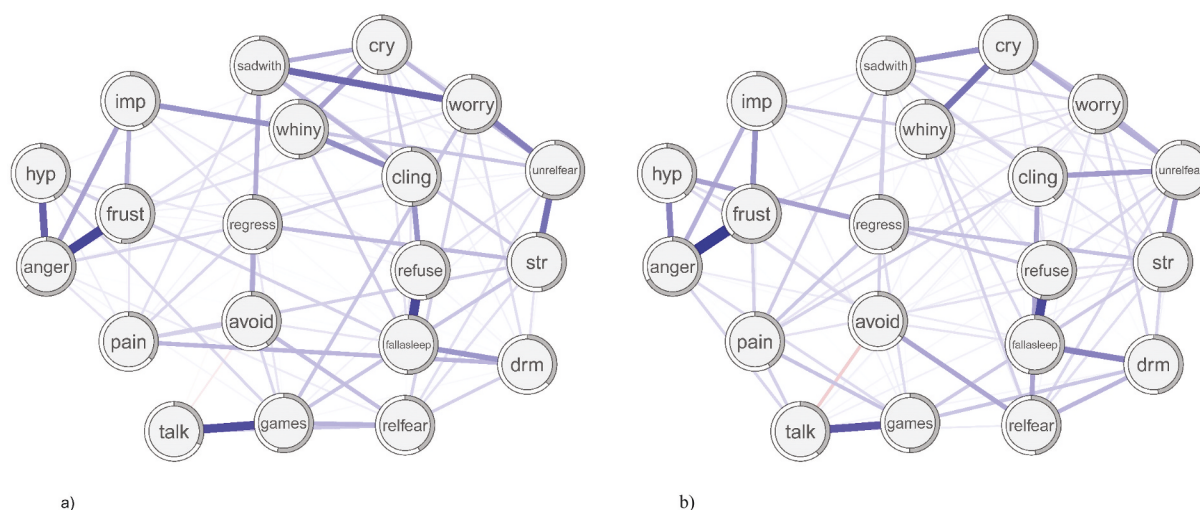 cry
sadwith
worry
imp
whiny
hyp
cling
unrelfear
frust
regress
anger
refuse
str
avoid
pain
fallasleep
drm
talk
games
relfear
a)
cry
sadwith
worry
imp
whiny
hyp
cling
unrelfear
frust
regress
anger
refuse
str
avoid
pain
fallasleep
drm
talk
games
relfear
b)